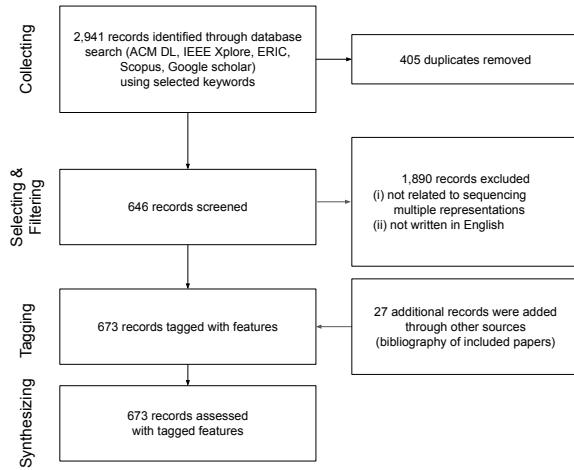 Collecting
2,941 records identified through database
search (ACM DL, IEEE Xplore, ERIC,
Scopus, Google scholar)
using selected keywords
405 duplicates removed
Selecting &
Filtering
646 records screened
1,890 records excluded
(i) not related to sequencing
multiple representations
(ii) not written in English
Tagging
673 records tagged with features
27 additional records were added
through other sources
(bibliography of included papers)
Synthesizing
673 records assessed
with tagged features